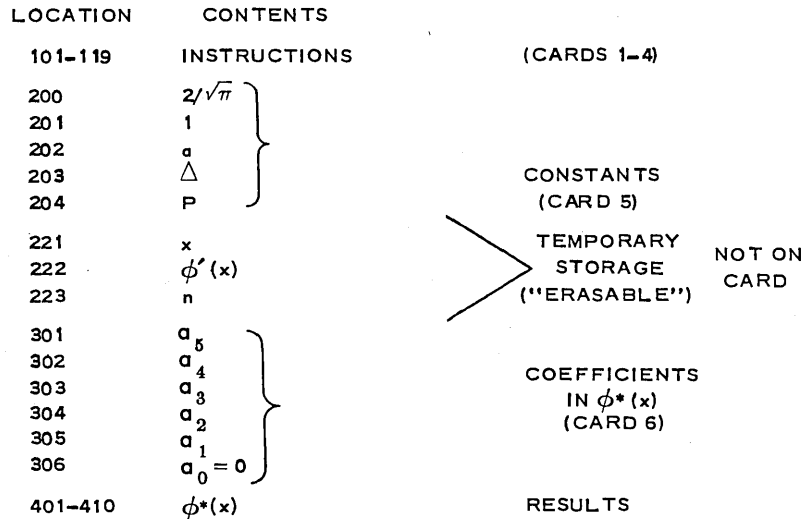 LOCATION CONTENTS
101–119 INSTRUCTIONS (CARDS 1–4)
200 2/√π
201 1
202 a
203 Δ CONSTANTS
204 P (CARD 5)
221 x TEMPORARY
222 ϕ′(x) STORAGE NOT ON
223 n ("ERASABLE") CARD
301 a₅
302 a₄ COEFFICIENTS
303 a₃ IN ϕ*(x)
304 a₂ (CARD 6)
305 a₁
306 a₀ = 0
401–410 ϕ*(x) RESULTS